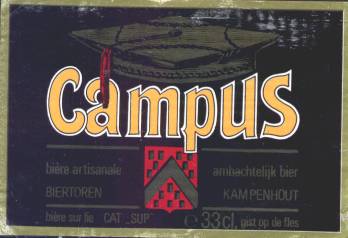 Campus
bière artisanale ambachtelijk bier
BIERTOREN KAMPENHOUT
bière sur lie CAT „SUP" ℮ 33 cl, gist op de fles